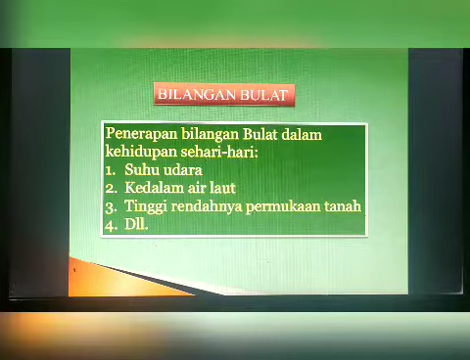 BILANGAN BULAT
Penerapan bilangan Bulat dalam
kehidupan sehari-hari:
1. Suhu udara
2. Kedalam air laut
3. Tinggi rendahnya permukaan tanah
4. Dll.